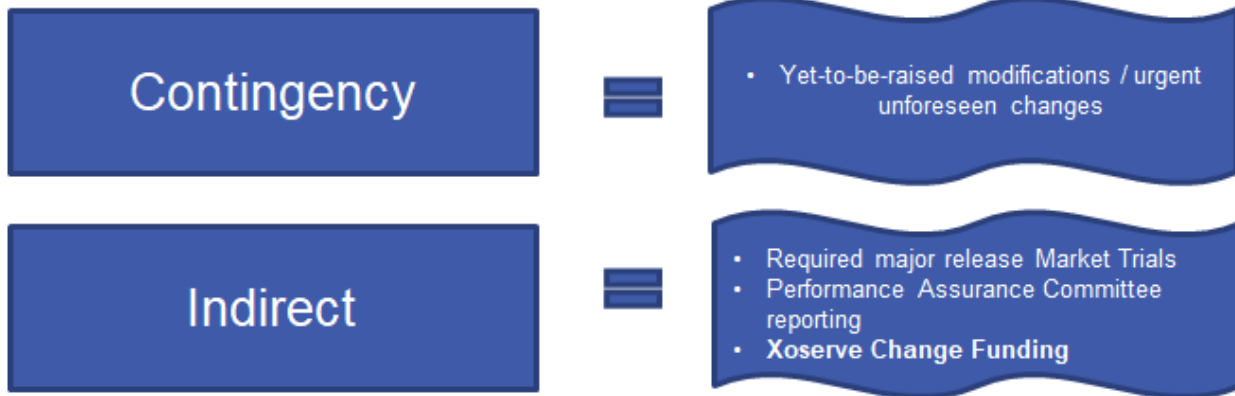 Contingency
• Yet-to-be-raised modifications / urgent
unforeseen changes
Indirect
• Required major release Market Trials
• Performance Assurance Committee
reporting
• Xoserve Change Funding